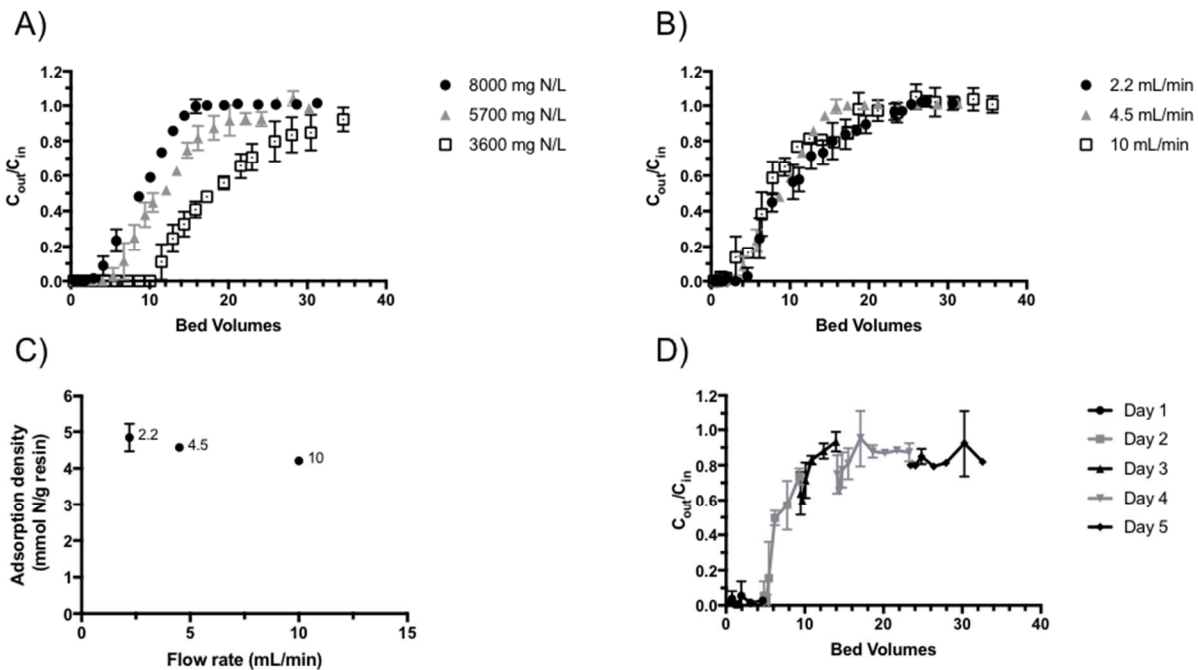 A)
1.2
1.0
0.8
0.6
0.4
0.2
0.0
0 10 20 30 40
Cout/Cin
Bed Volumes
8000 mg N/L
5700 mg N/L
3600 mg N/L
B)
1.2
1.0
0.8
0.6
0.4
0.2
0.0
0 10 20 30 40
Cout/Cin
Bed Volumes
2.2 mL/min
4.5 mL/min
10 mL/min
C)
6
5
4
3
2
1
0
0 5 10 15
Adsorption density
(mmol N/g resin)
2.2
4.5
10
Flow rate (mL/min)
D)
1.2
1.0
0.8
0.6
0.4
0.2
0.0
0 10 20 30 40
Cout/Cin
Bed Volumes
Day 1
Day 2
Day 3
Day 4
Day 5